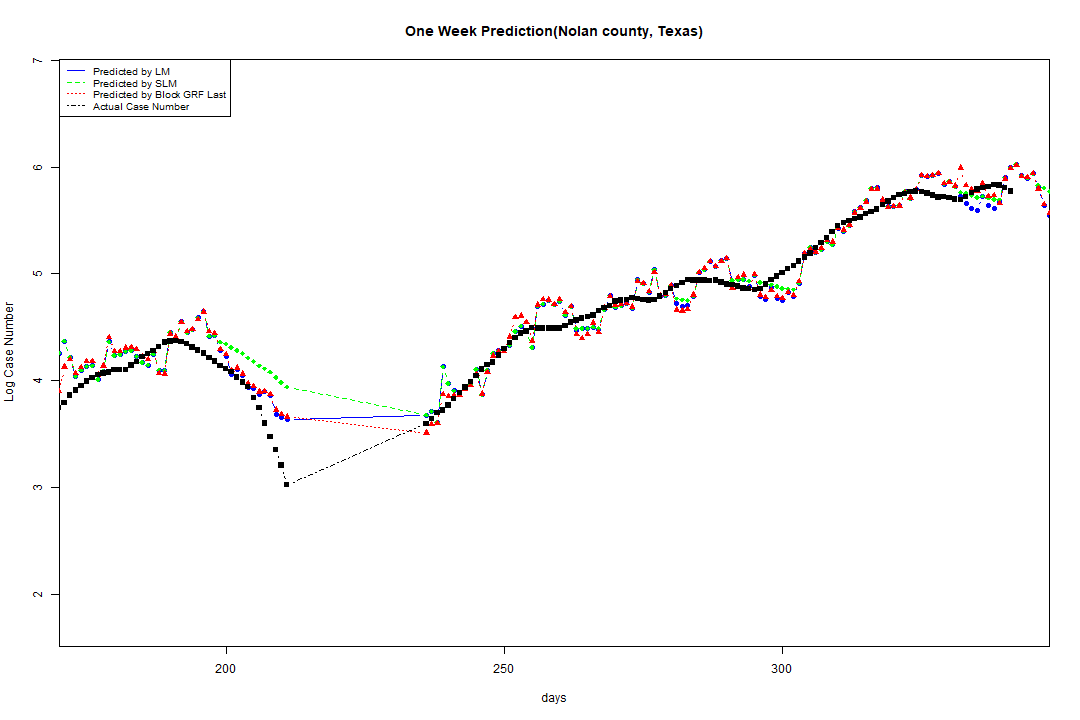 One Week Prediction(Nolan county, Texas)
Predicted by LM
Predicted by SLM
Predicted by Block GRF Last
Actual Case Number
7
6
5
4
3
2
Log Case Number
200
250
300
days